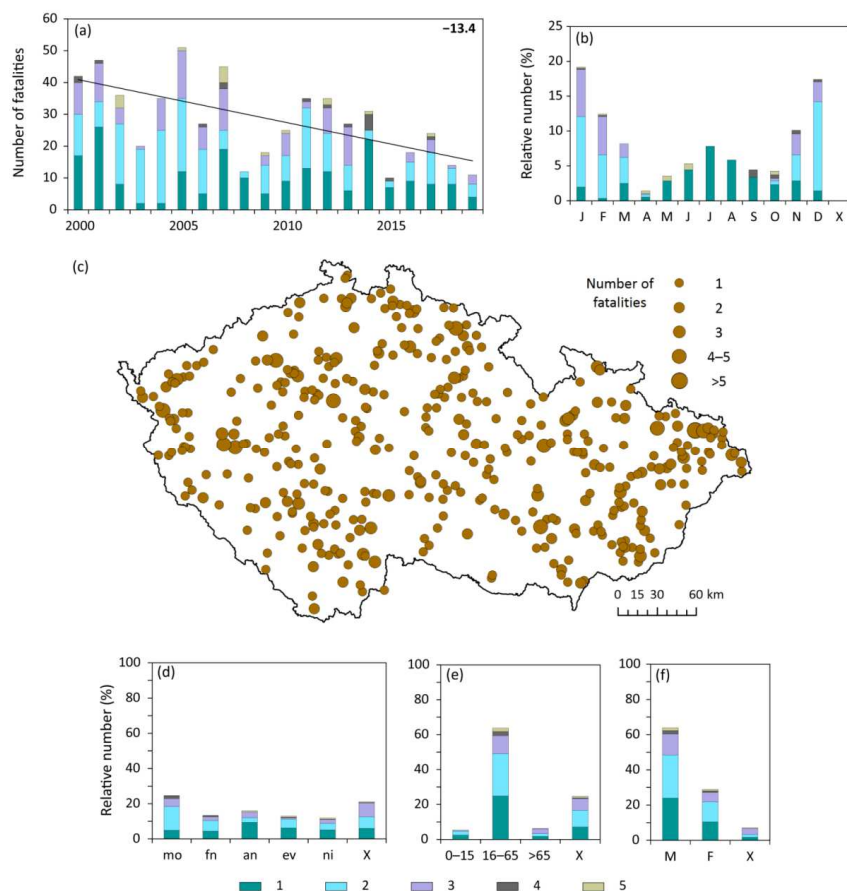 (a)
−13.4
Number of fatalities
60
50
40
30
20
10
0
2000
2005
2010
2015
(b)
Relative number (%)
25
20
15
10
5
0
J F M A M J J A S O N D X
(c)
Number of
fatalities
1
2
3
4–5
>5
0 15 30 60 km
(d)
Relative number (%)
100
80
60
40
20
0
mo fn an ev ni X
(e)
100
80
60
40
20
0
0–15 16–65 >65 X
(f)
100
80
60
40
20
0
M F X
1 2 3 4 5